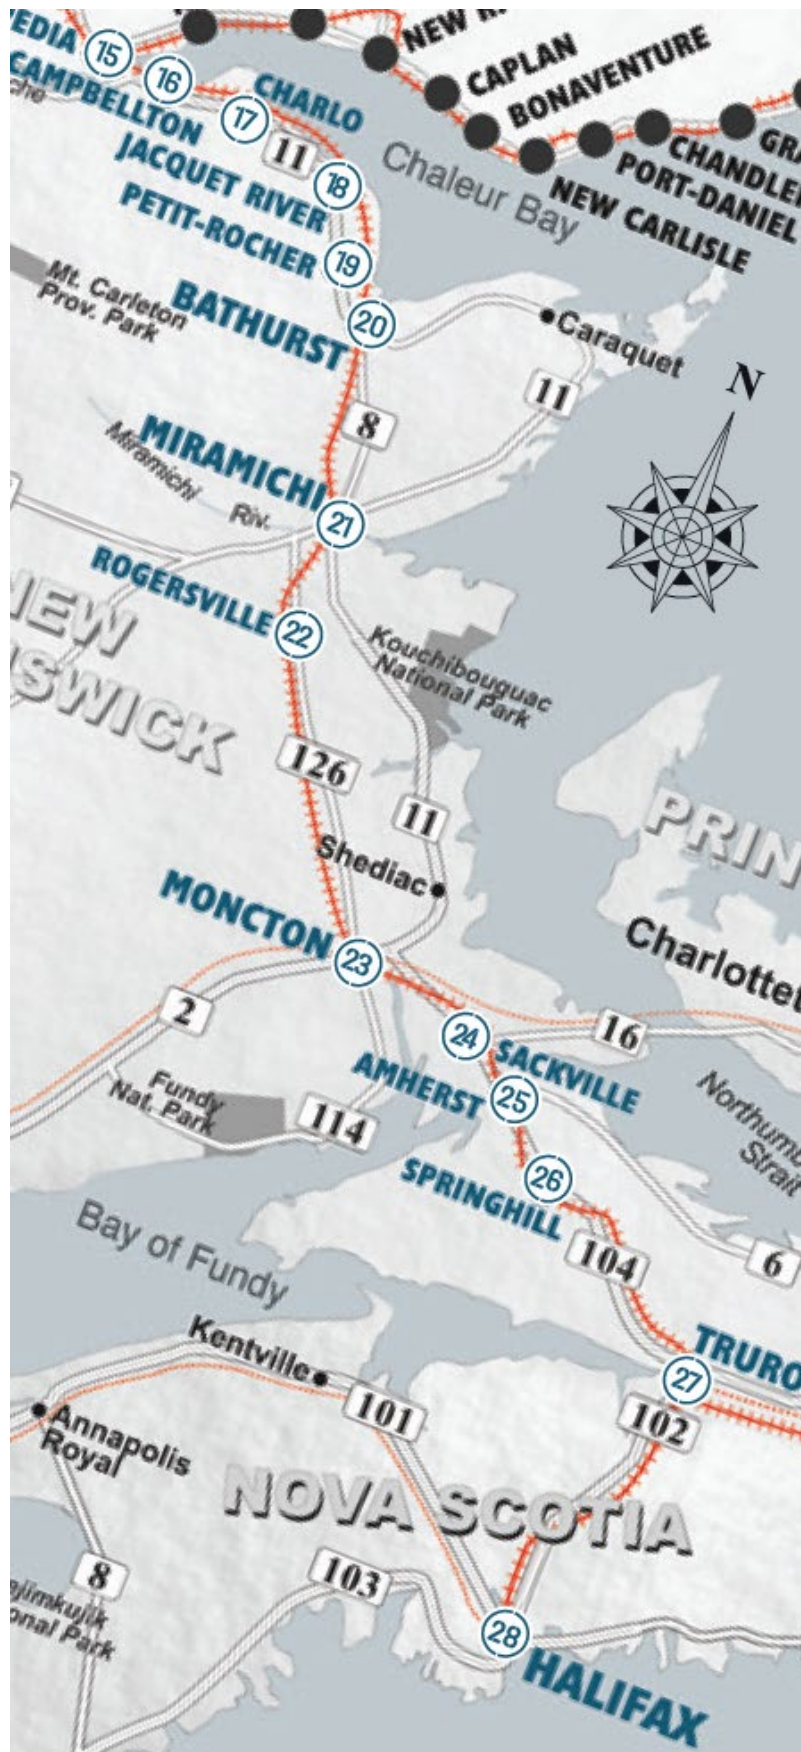 15
16
CAMPBELLTON
17
CHARLO
11
JACQUET RIVER
18
PETIT-ROCHER
19
BATHURST
20
CAPLAN
BONAVENTURE
Chaleur Bay
NEW CARLISLE
PORT-DANIEL
Mt. Carleton
Prov. Park
Caraquet
11
8
N
MIRAMICHI
Miramichi
Riv.
21
ROGERSVILLE
22
Kouchibouguac
National Park
126
11
Shediac
MONCTON
23
2
24
SACKVILLE
16
AMHERST
25
Fundy
Nat. Park
114
Strait
SPRINGHILL
26
104
6
Bay of Fundy
Kentville
TRURO
27
101
102
Annapolis
Royal
NOVA SCOTIA
8
103
28
HALIFAX